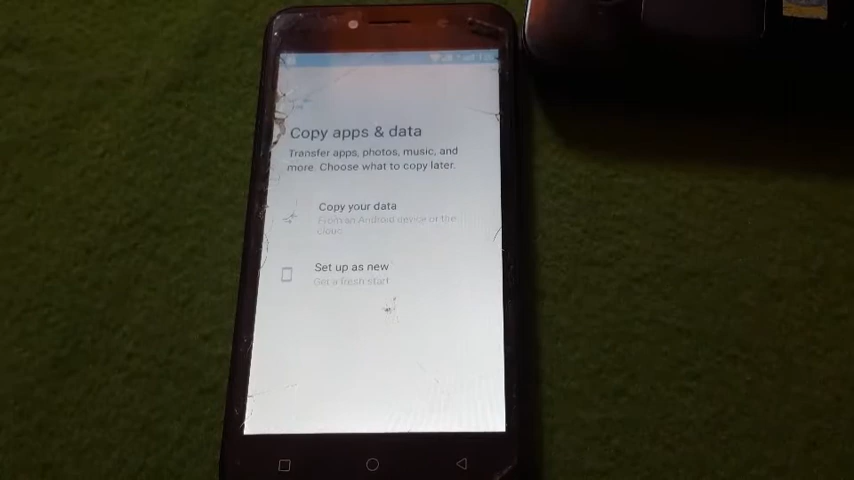 Copy apps & data
Transfer apps, photos, music, and
more. Choose what to copy later.
Copy your data
From an Android device or the
cloud
Set up as new
Get a fresh start